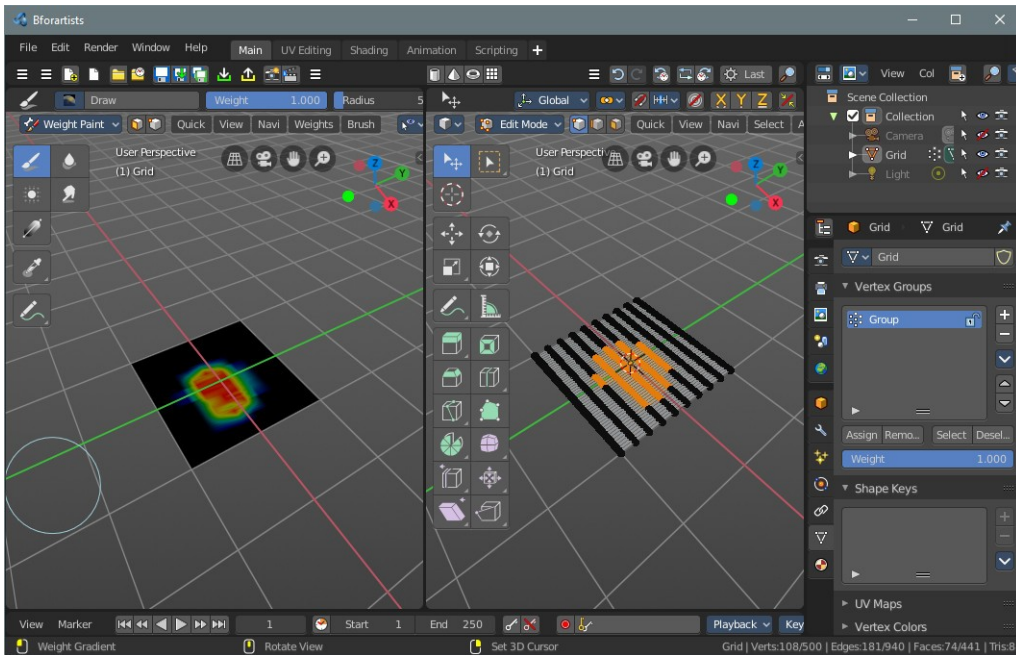 Bforartists
File Edit Render Window Help Main UV Editing Shading Animation Scripting +
Last View Col
Draw Weight 1.000 Radius 5 Global X Y Z Scene Collection
Weight Paint Quick View Navi Weights Brush Edit Mode Quick View Navi Select Collection
Camera
User Perspective User Perspectiv Grid
(1) Grid (1) Grid Light
Z Y X Z Y X
Grid Grid
Grid
Vertex Groups
Group
Assign Remo... Select Desel...
Weight 1.000
Shape Keys
UV Maps
View Marker 1 Start 1 End 250 Playback Key Vertex Colors
Weight Gradient Rotate View Set 3D Cursor Grid | Verts:108/500 | Edges:181/940 | Faces:74/441 | Tris:8